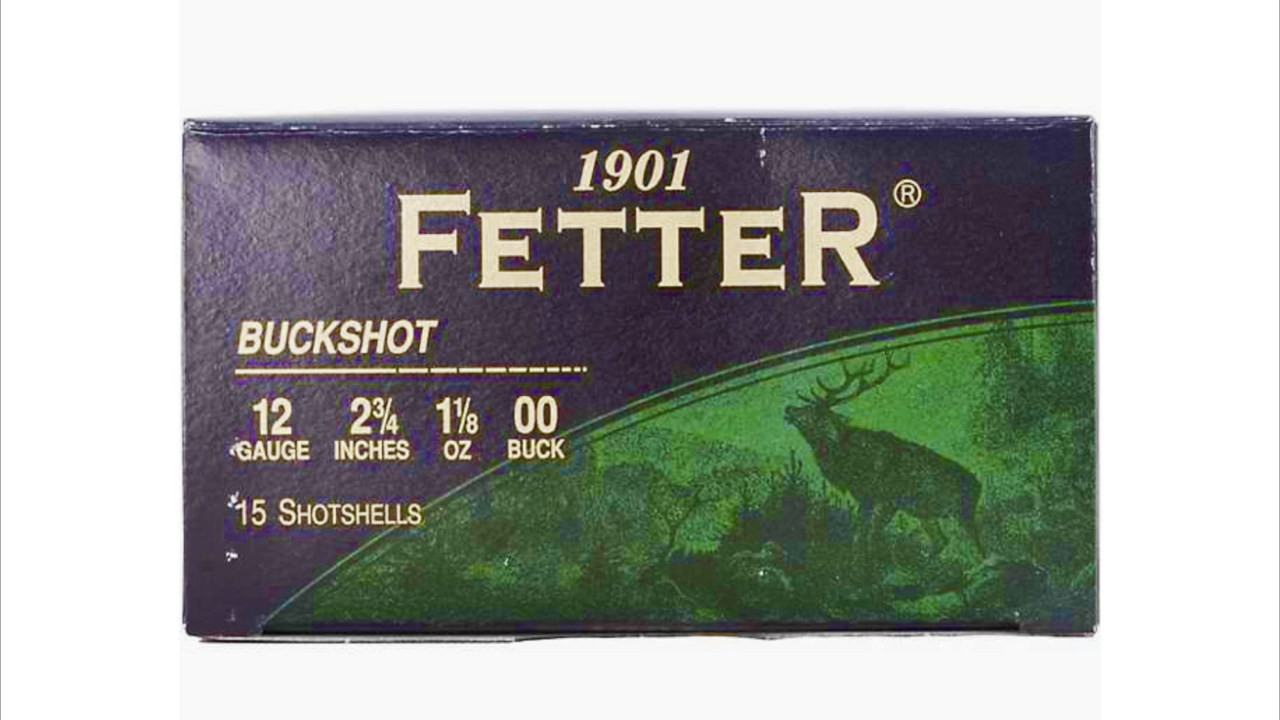 1901
FETTER®
BUCKSHOT
12 2¾ 1⅛ 00
GAUGE INCHES OZ BUCK
15 SHOTSHELLS